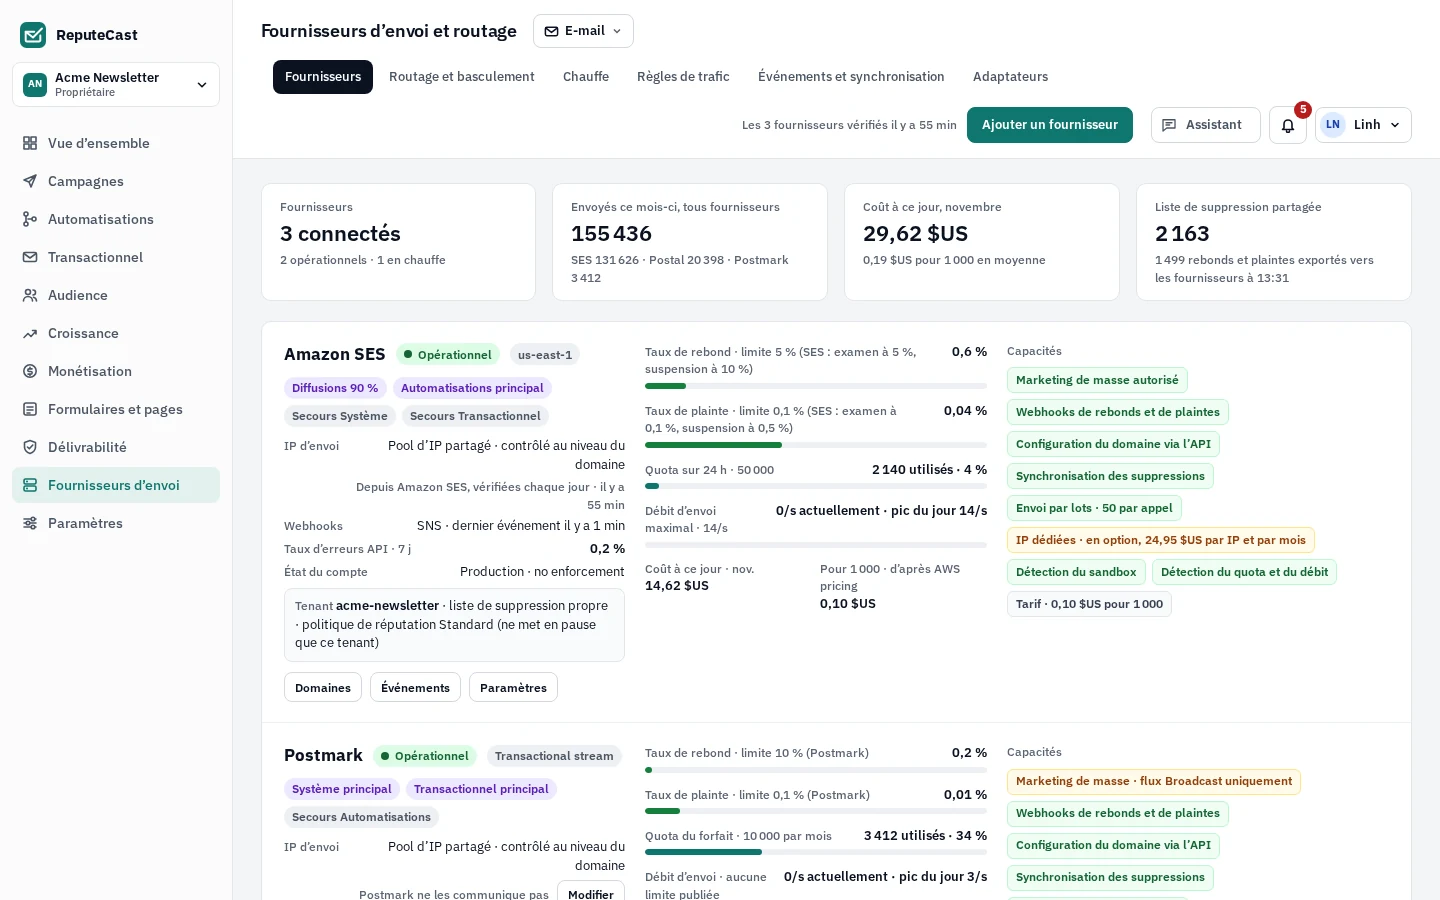 ReputeCast
AN
Acme Newsletter
Propriétaire
Vue d’ensemble
Campagnes
Automatisations
Transactionnel
Audience
Croissance
Monétisation
Formulaires et pages
Délivrabilité
Fournisseurs d’envoi
Paramètres
Fournisseurs d’envoi et routage
E-mail
Fournisseurs
Routage et basculement
Chauffe
Règles de trafic
Événements et synchronisation
Adaptateurs
Les 3 fournisseurs vérifiés il y a 55 min
Ajouter un fournisseur
Assistant
5
LN
Linh
Fournisseurs
3 connectés
2 opérationnels · 1 en chauffe
Envoyés ce mois-ci, tous fournisseurs
155 436
SES 131 626 · Postal 20 398 · Postmark
3 412
Coût à ce jour, novembre
29,62 $US
0,19 $US pour 1 000 en moyenne
Liste de suppression partagée
2 163
1 499 rebonds et plaintes exportés vers
les fournisseurs à 13:31
Amazon SES
Opérationnel
us-east-1
Diffusions 90 %
Automatisations principal
Secours Système
Secours Transactionnel
IP d’envoi
Pool d’IP partagé · contrôlé au niveau du
domaine
Depuis Amazon SES, vérifiées chaque jour · il y a
55 min
Webhooks
SNS · dernier événement il y a 1 min
Taux d’erreurs API · 7 j
0,2 %
État du compte
Production · no enforcement
Tenant acme-newsletter · liste de suppression propre
· politique de réputation Standard (ne met en pause
que ce tenant)
Domaines
Événements
Paramètres
Taux de rebond · limite 5 % (SES : examen à 5 %,
suspension à 10 %)
0,6 %
Taux de plainte · limite 0,1 % (SES : examen à
0,1 %, suspension à 0,5 %)
0,04 %
Quota sur 24 h · 50 000
2 140 utilisés · 4 %
Débit d’envoi
maximal · 14/s
0/s actuellement · pic du jour 14/s
Coût à ce jour · nov.
14,62 $US
Pour 1 000 · d’après AWS
pricing
0,10 $US
Capacités
Marketing de masse autorisé
Webhooks de rebonds et de plaintes
Configuration du domaine via l’API
Synchronisation des suppressions
Envoi par lots · 50 par appel
IP dédiées · en option, 24,95 $US par IP et par mois
Détection du sandbox
Détection du quota et du débit
Tarif · 0,10 $US pour 1 000
Postmark
Opérationnel
Transactional stream
Système principal
Transactionnel principal
Secours Automatisations
IP d’envoi
Pool d’IP partagé · contrôlé au niveau du
domaine
Postmark ne les communique pas
Modifier
Taux de rebond · limite 10 % (Postmark)
0,2 %
Taux de plainte · limite 0,1 % (Postmark)
0,01 %
Quota du forfait · 10 000 par mois
3 412 utilisés · 34 %
Débit d’envoi · aucune
limite publiée
0/s actuellement · pic du jour 3/s
Capacités
Marketing de masse · flux Broadcast uniquement
Webhooks de rebonds et de plaintes
Configuration du domaine via l’API
Synchronisation des suppressions